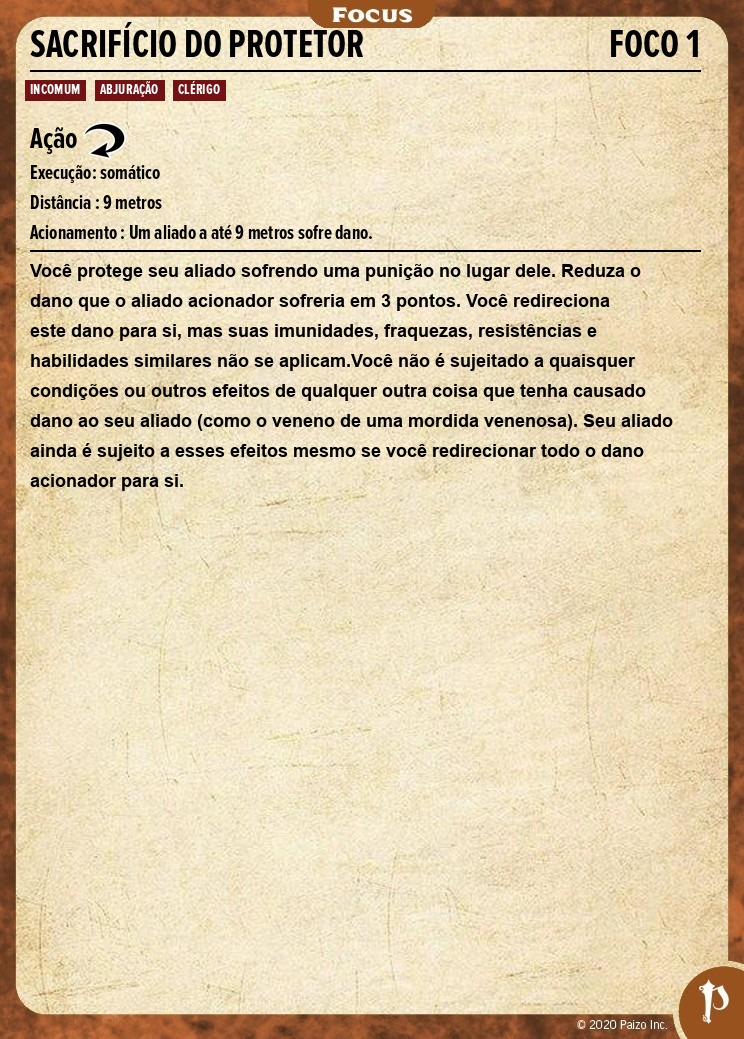 Focus
SACRIFÍCIO DO PROTETOR FOCO 1
INCOMUM ABJURAÇÃO CLÉRIGO
Ação
Execução: somático
Distância : 9 metros
Acionamento : Um aliado a até 9 metros sofre dano.
Você protege seu aliado sofrendo uma punição no lugar dele. Reduza o
dano que o aliado acionador sofreria em 3 pontos. Você redireciona
este dano para si, mas suas imunidades, fraquezas, resistências e
habilidades similares não se aplicam.Você não é sujeitado a quaisquer
condições ou outros efeitos de qualquer outra coisa que tenha causado
dano ao seu aliado (como o veneno de uma mordida venenosa). Seu aliado
ainda é sujeito a esses efeitos mesmo se você redirecionar todo o dano
acionador para si.
© 2020 Paizo Inc.
P